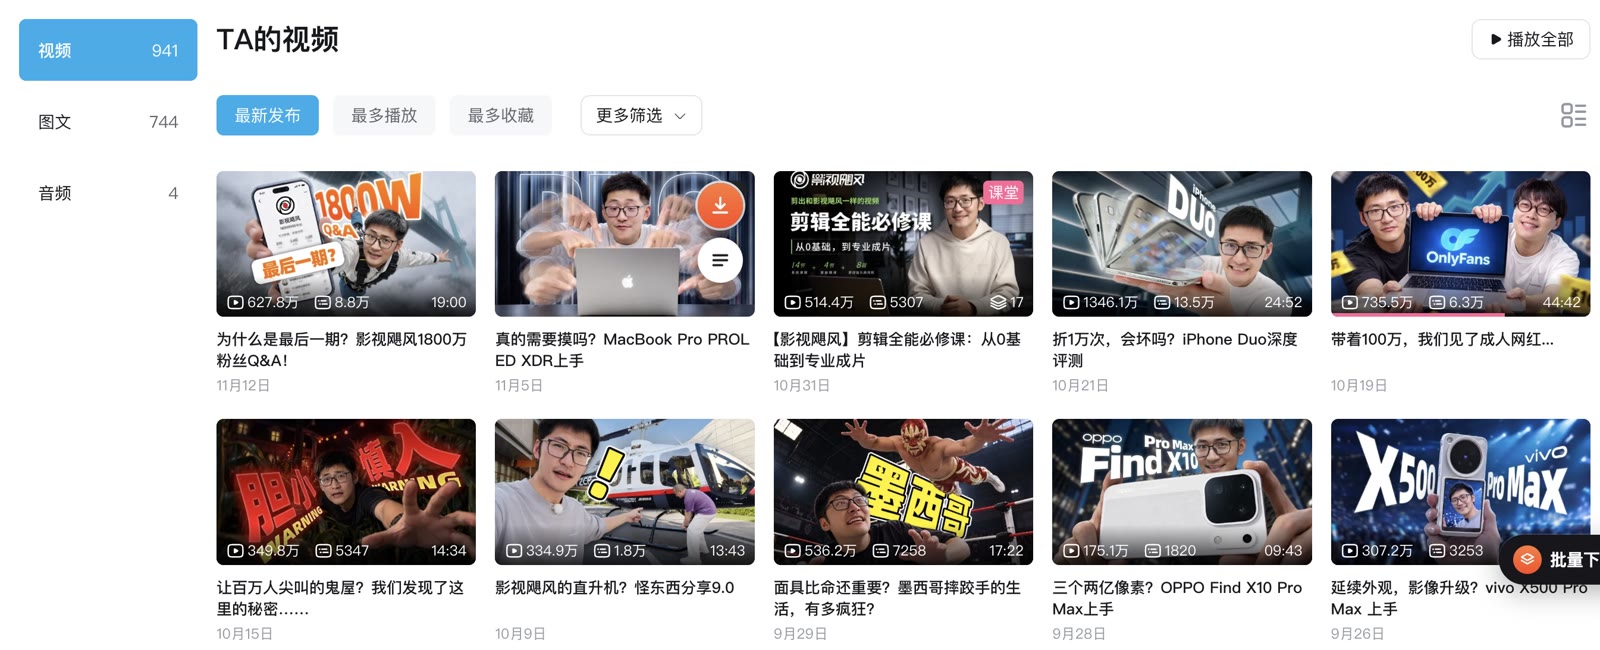 视频 941
TA的视频
播放全部
图文 744
音频 4
最新发布 最多播放 最多收藏 更多筛选
影视飓风
1800W
Q&A
最后一期?
627.8万 8.8万 19:00
为什么是最后一期?影视飓风1800万
粉丝Q&A!
11月12日
真的需要摸吗?MacBook Pro PROL
ED XDR上手
11月5日
影视飓风
课堂
剪出和影视飓风一样的视频
剪辑全能必修课
从0基础,到专业成片
514.4万 5307 17
【影视飓风】剪辑全能必修课:从0基
础到专业成片
10月31日
iPhone
DUO
1346.1万 13.5万 24:52
折1万次,会坏吗?iPhone Duo深度
评测
10月21日
OnlyFans
735.5万 6.3万 44:42
带着100万,我们见了成人网红...
10月19日
胆小
慎入
WARNING
WARNING
349.8万 5347 14:34
让百万人尖叫的鬼屋?我们发现了这
里的秘密……
10月15日
!
334.9万 1.8万 13:43
影视飓风的直升机?怪东西分享9.0
10月9日
墨西哥
536.2万 7258 17:22
面具比命还重要?墨西哥摔跤手的生
活,有多疯狂?
9月29日
oppo
Find X10
Pro Max
175.1万 1820 09:43
三个两亿像素?OPPO Find X10 Pro
Max上手
9月28日
vivo
X500 Pro Max
307.2万 3253
延续外观,影像升级?vivo X500 Pro
Max 上手
9月26日
批量下